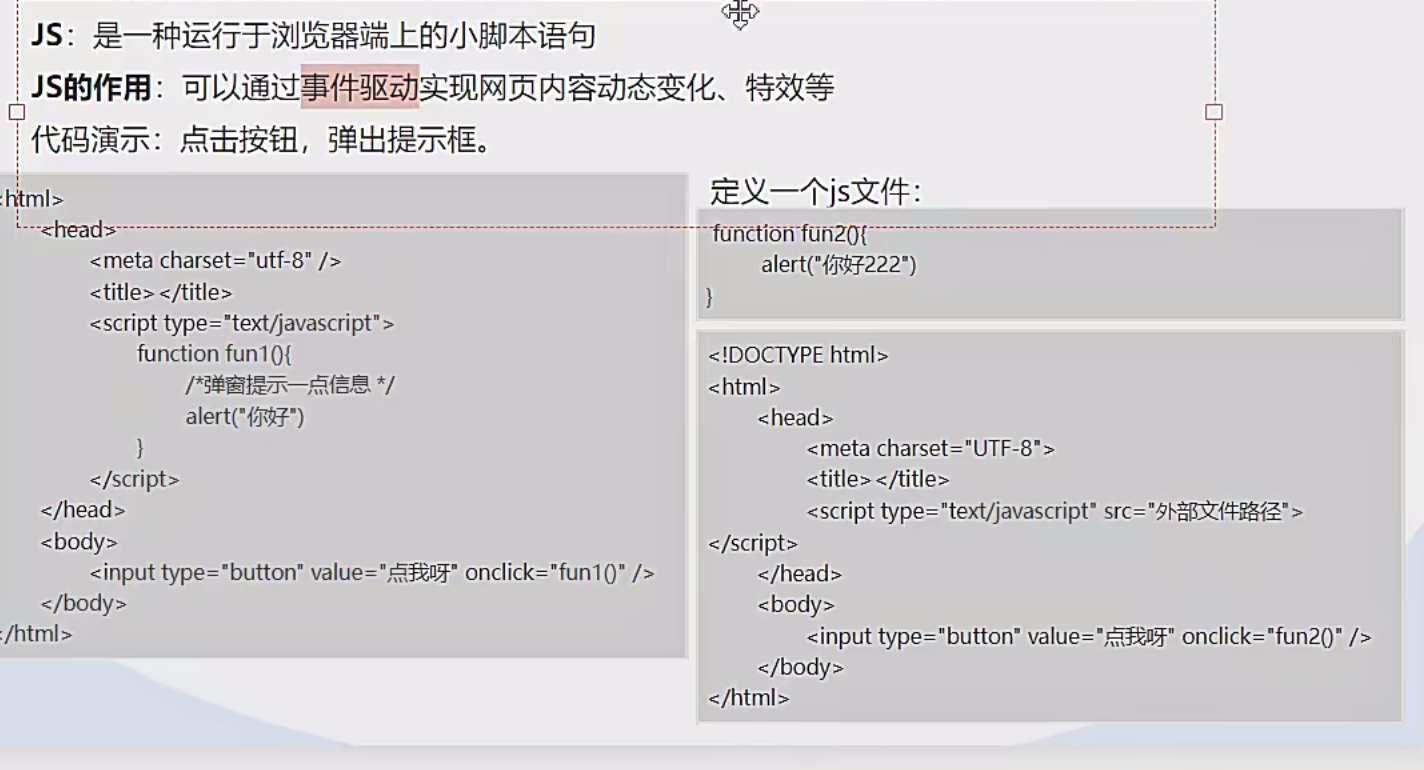 JS：是一种运行于浏览器端上的小脚本语句
JS的作用：可以通过事件驱动实现网页内容动态变化、特效等
代码演示：点击按钮，弹出提示框。
<html>
<head>
<meta charset="utf-8" />
<title></title>
<script type="text/javascript">
function fun1(){
/*弹窗提示一点信息 */
alert("你好")
}
</script>
</head>
<body>
<input type="button" value="点我呀" onclick="fun1()" />
</body>
</html>
定义一个js文件：
function fun2(){
alert("你好222")
}
<!DOCTYPE html>
<html>
<head>
<meta charset="UTF-8">
<title></title>
<script type="text/javascript" src="外部文件路径">
</script>
</head>
<body>
<input type="button" value="点我呀" onclick="fun2()" />
</body>
</html>